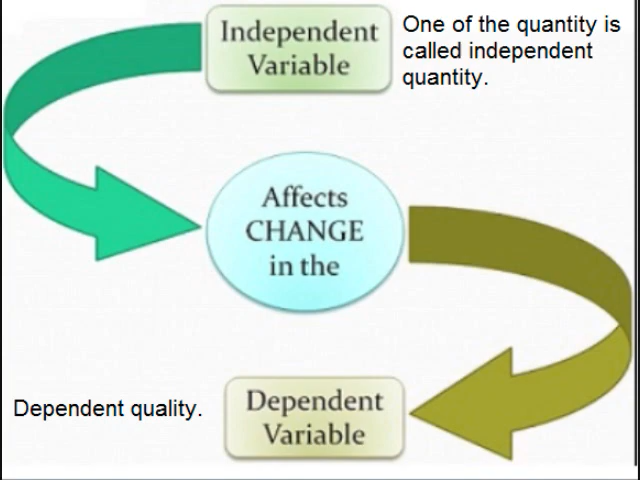 Independent
Variable
One of the quantity is
called independent
quantity.
Affects
CHANGE
in the
Dependent quality.
Dependent
Variable